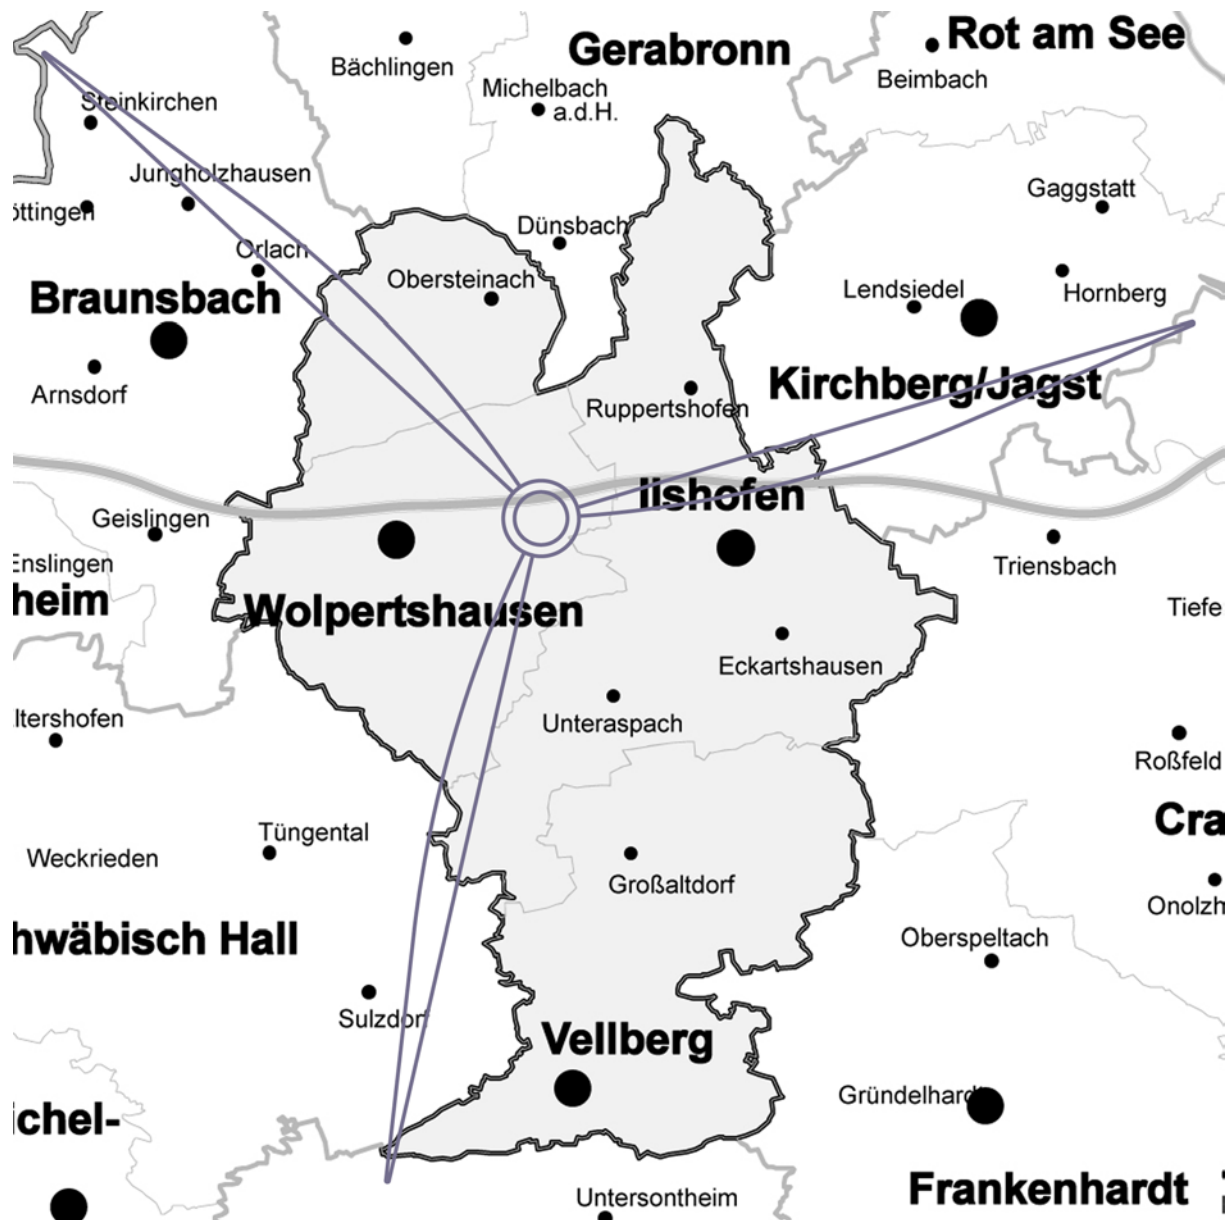 Rot am See
Gerabronn
Bächlingen
Beimbach
Michelbach
a.d.H.
Steinkirchen
Jungholzhausen
Gaggstatt
öttingen
Dünsbach
Orlach
Obersteinach
Lendsiedel
Hornberg
Braunsbach
Kirchberg/Jagst
Arnsdorf
Ruppertshofen
Ilshofen
Geislingen
Enslingen
Triensbach
heim
Wolpertshausen
Tiefe
Eckartshausen
ltershofen
Unteraspach
Roßfeld
Cra
Tüngental
Weckrieden
Großaltdorf
Onolzh
hwäbisch Hall
Oberspeltach
Sulzdorf
Vellberg
Gründelhardt
ichel-
Frankenhardt
Untersontheim